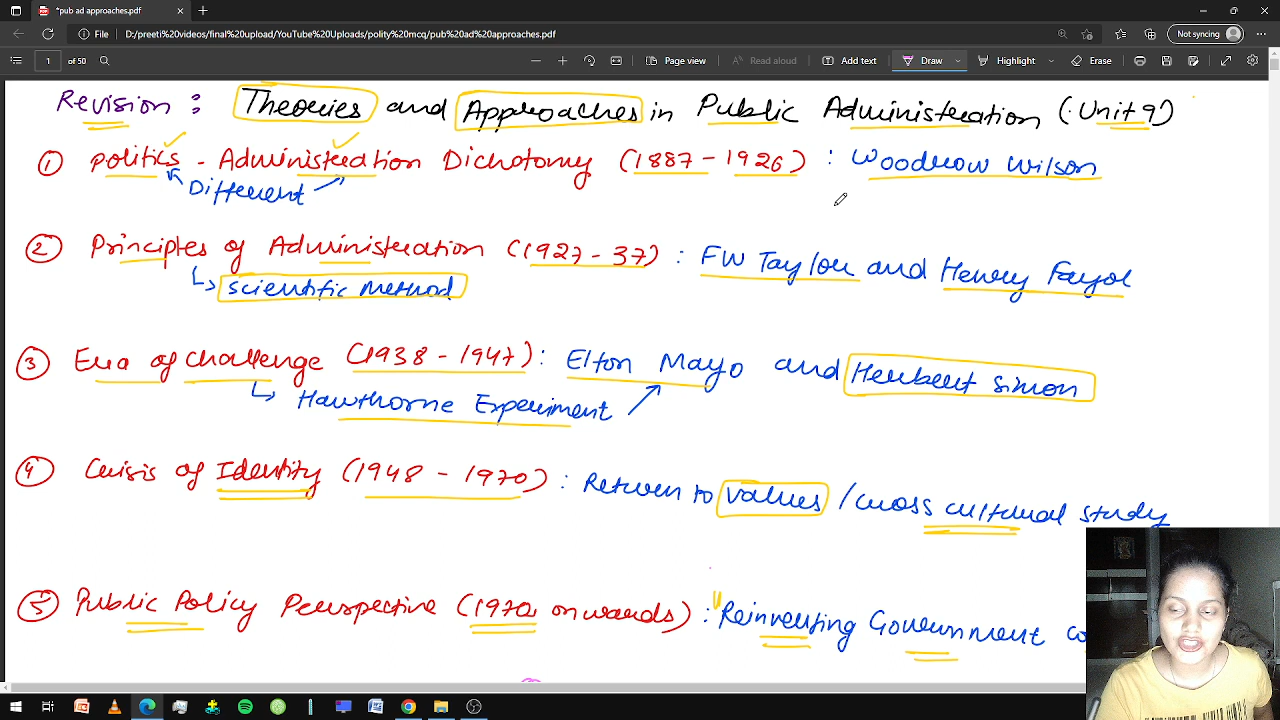 *pub ad approaches.pdf
File D:/preeti%20videos/final%20upload/YouTube%20Uploads/polity%20mcq/pub%20ad%20approaches.pdf
Not syncing
1 of 50 Page view Read aloud Add text Draw Highlight Erase
Revision : Theories and Approaches in Public Administration (Unit 9)
① politics - Administration Dichotomy (1887 - 1926) : Woodrow Wilson
Different
② Principles of Administration (1927 - 37) : FW Taylor and Henry Fayol
scientific method
③ Era of challenge (1938 - 1947) : Elton Mayo and Herbert simon
Hawthorne Experiment
④ Crisis of Identity (1948 - 1970) : Return to values / cross cultural study
⑤ Public Policy Perspective (1970 onwards) : Reinventing Government